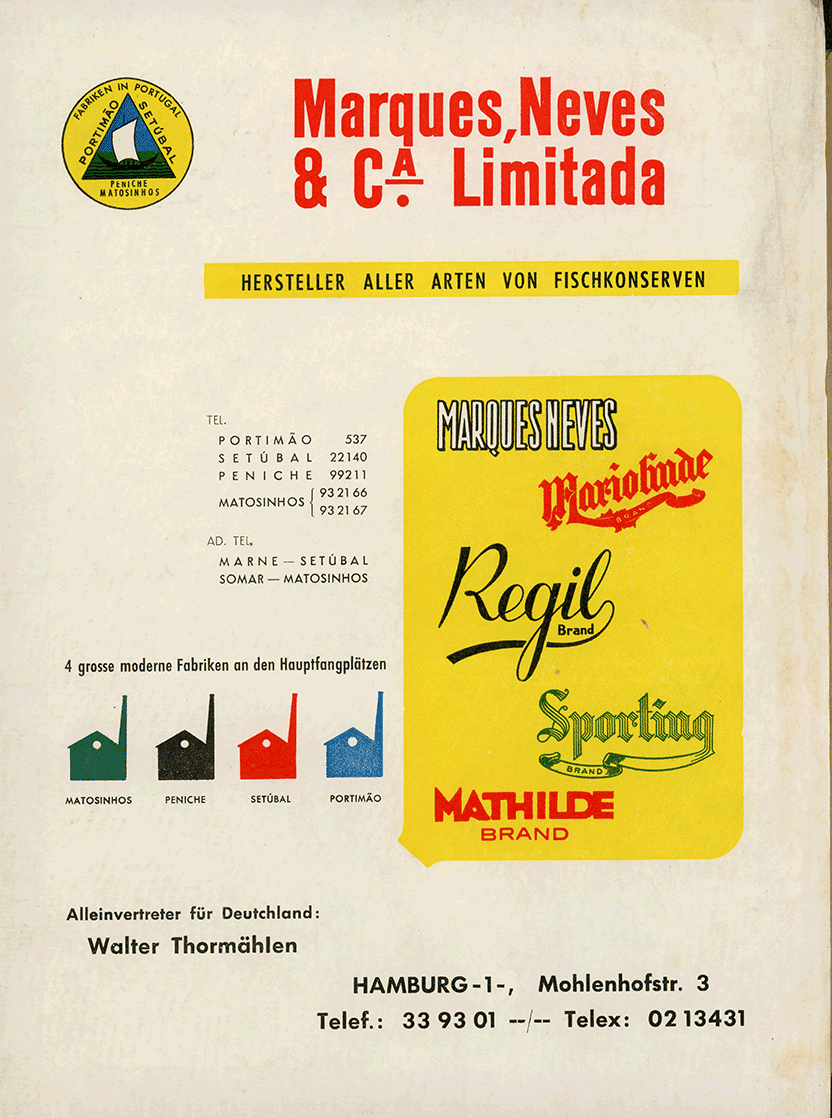 FABRIKEN IN PORTUGAL
PORTIMÃO SETÚBAL
PENICHE
MATOSINHOS
Marques, Neves
& CA. Limitada
HERSTELLER ALLER ARTEN VON FISCHKONSERVEN
TEL.
PORTIMÃO 537
SETÚBAL 22140
PENICHE 99211
MATOSINHOS { 93 21 66
93 21 67
AD. TEL.
MARNE — SETÚBAL
SOMAR — MATOSINHOS
4 grosse moderne Fabriken an den Hauptfangplätzen
MATOSINHOS PENICHE SETÚBAL PORTIMÃO
MARQUES NEVES
Mariolinde
BRAND
Regil
Brand
Sporting
BRAND
MATHILDE
BRAND
Alleinvertreter für Deutchland:
Walter Thormählen
HAMBURG-1-, Mohlenhofstr. 3
Telef.: 33 93 01 --/-- Telex: 02 13431